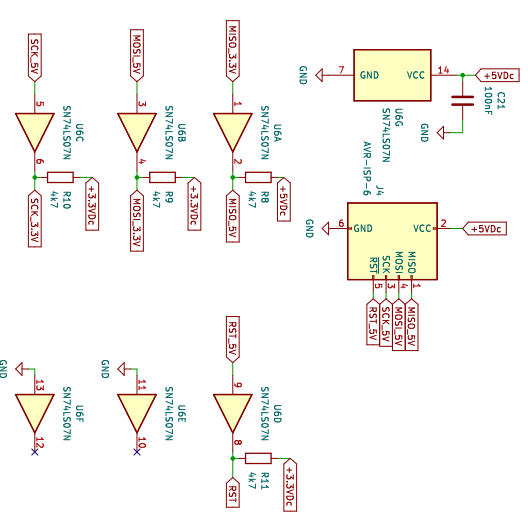 SCK_5V
5
U6C
SN74LS07N
6
+3.3VDc
R10
4k7
SCK_3.3V
MOSI_5V
3
U6B
SN74LS07N
4
+3.3VDc
R9
4k7
MOSI_3.3V
MISO_3.3V
1
U6A
SN74LS07N
2
+5VDc
R8
4k7
MISO_5V
GND
7
GND
VCC
14
+5VDc
U6G
SN74LS07N
C21
100nF
GND
J4
AVR-ISP-6
GND
6
GND
VCC
2
+5VDc
MISO
MOSI
SCK
RST
5
3
4
1
RST_5V
SCK_5V
MOSI_5V
MISO_5V
GND
13
U6F
SN74LS07N
12
GND
11
U6E
SN74LS07N
10
RST_5V
9
U6D
SN74LS07N
8
+3.3VDc
R11
4k7
RST